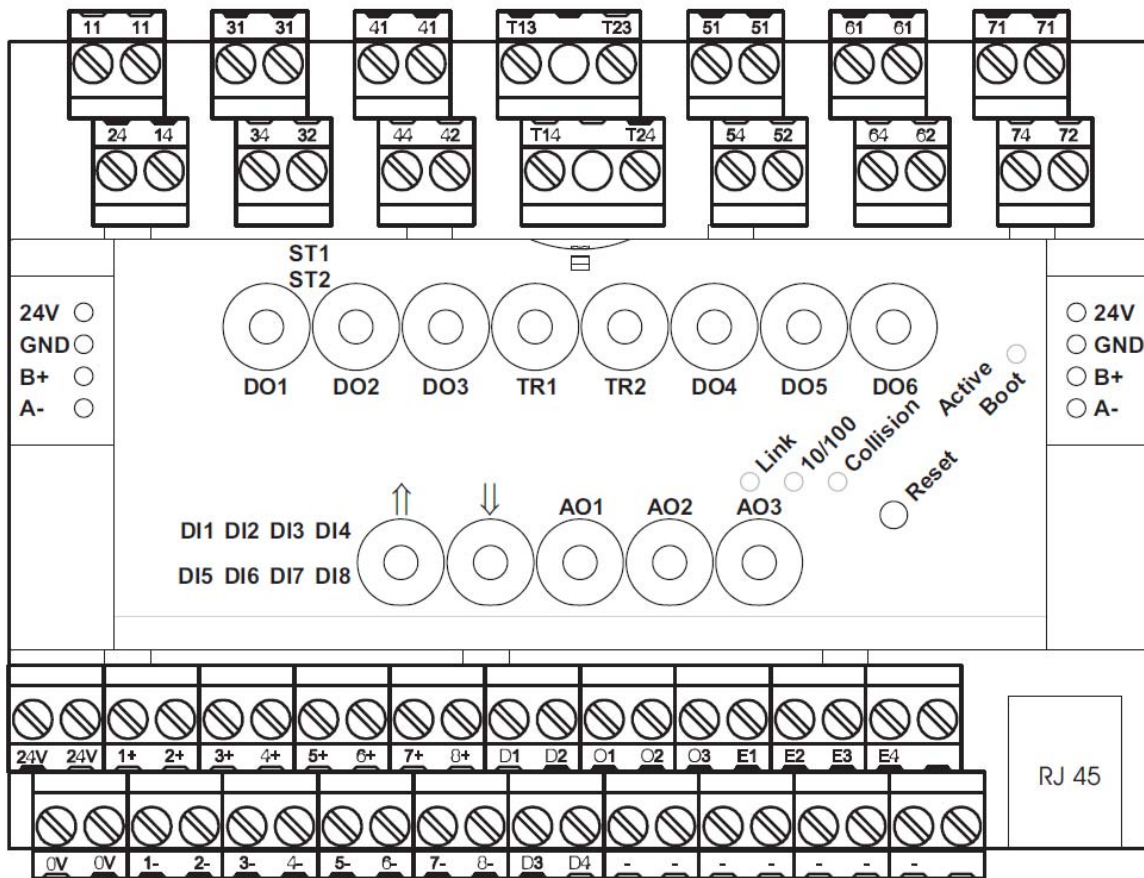 11 11 31 31 41 41 T13 T23 51 51 61 61 71 71
24 14 34 32 44 42 T14 T24 54 52 64 62 74 72
ST1
ST2
24V
GND
B+
A-
DO1 DO2 DO3 TR1 TR2 DO4 DO5 DO6
24V
GND
B+
A-
Active
Boot
Link
10/100
Collision
Reset
⇑ ⇓ AO1 AO2 AO3
DI1 DI2 DI3 DI4
DI5 DI6 DI7 DI8
24V 24V 1+ 2+ 3+ 4+ 5+ 6+ 7+ 8+ D1 D2 O1 O2 O3 E1 E2 E3 E4
RJ 45
0V 0V 1- 2- 3- 4- 5- 6- 7- 8- D3 D4 - - - - - - -